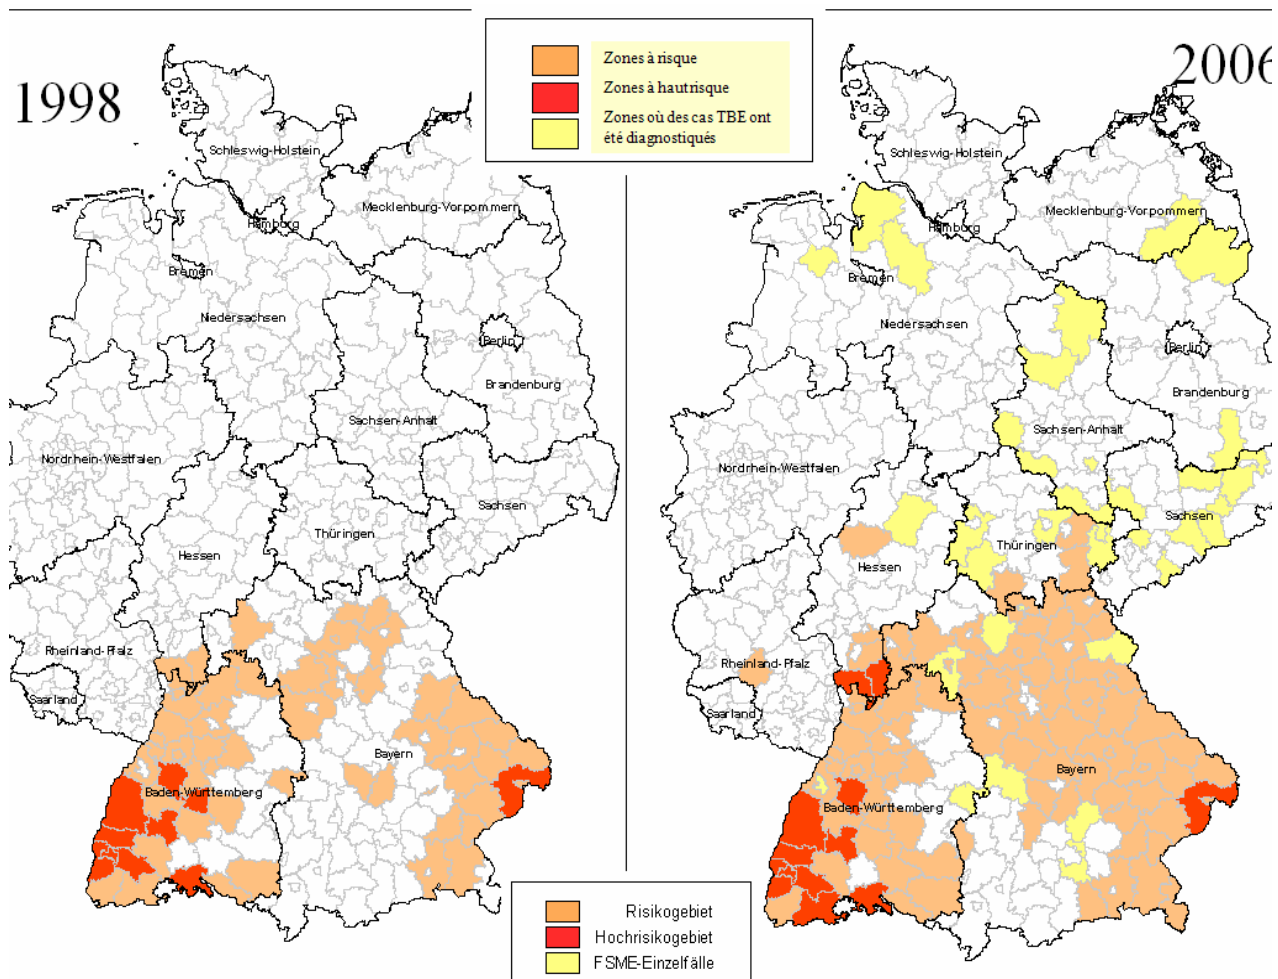 1998
Zones à risque
Zones à hautrisque
Zones où des cas TBE ont
été diagnostiqués
2006
Schleswig-Holstein
Mecklenburg-Vorpommern
Hamburg
Bremen
Niedersachsen
Berlin
Brandenburg
Sachsen-Anhalt
Nordrhein-Westfalen
Sachsen
Thüringen
Hessen
Rheinland-Pfalz
Saarland
Bayern
Baden-Württemberg
Schleswig-Holstein
Mecklenburg-Vorpommern
Hamburg
Bremen
Niedersachsen
Berlin
Brandenburg
Sachsen-Anhalt
Nordrhein-Westfalen
Sachsen
Thüringen
Hessen
Rheinland-Pfalz
Saarland
Bayern
Baden-Württemberg
Risikogebiet
Hochrisikogebiet
FSME-Einzelfälle